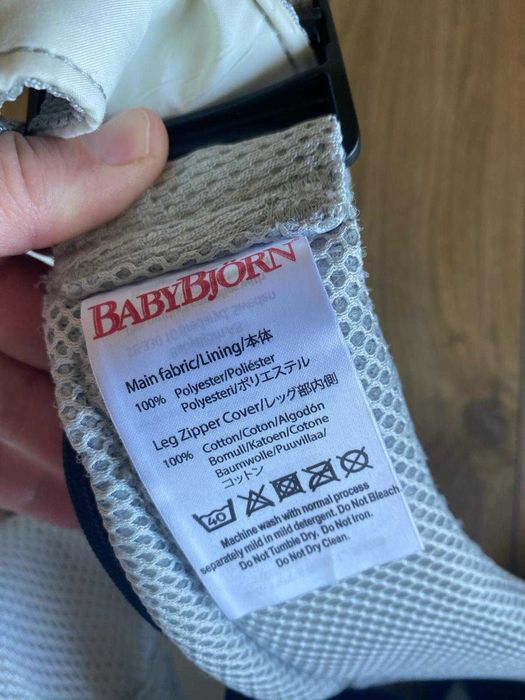 BABYBJÖRN
Main fabric/Lining/本体
100% Polyester/Poliéster
Polyesteri/ポリエステル
Leg Zipper Cover/レッグ部内側
100% Cotton/Coton/Algodón
Bomull/Katoen/Cotone
Baumwolle/Puuvillaa/
コットン
40
Machine wash with normal process
separately in mild detergent. Do Not Bleach
Do Not Tumble Dry. Do Not Iron.
Do Not Dry Clean.